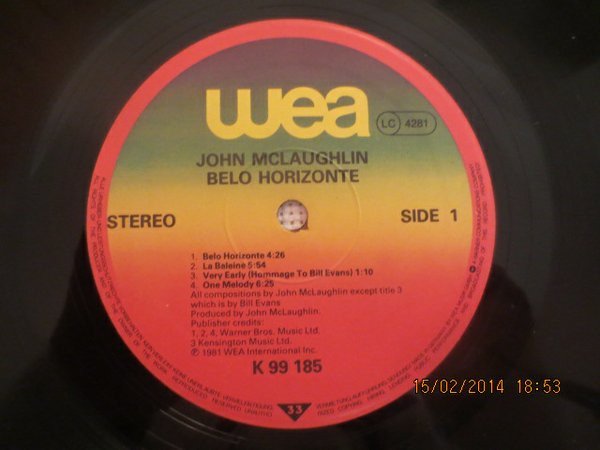 wea
LC 4281
JOHN MCLAUGHLIN
BELO HORIZONTE
STEREO
SIDE 1
1. Belo Horizonte 4:26
2. La Baleine 5:54
3. Very Early (Hommage To Bill Evans) 1:10
4. One Melody 6:25
All compositions by John McLaughlin except title 3
which is by Bill Evans
Produced by John McLaughlin.
Publisher credits:
1, 2, 4, Warner Bros. Music Ltd.
3 Kensington Music Ltd.
℗ 1981 WEA International Inc.
K 99 185
33
15/02/2014 18:53